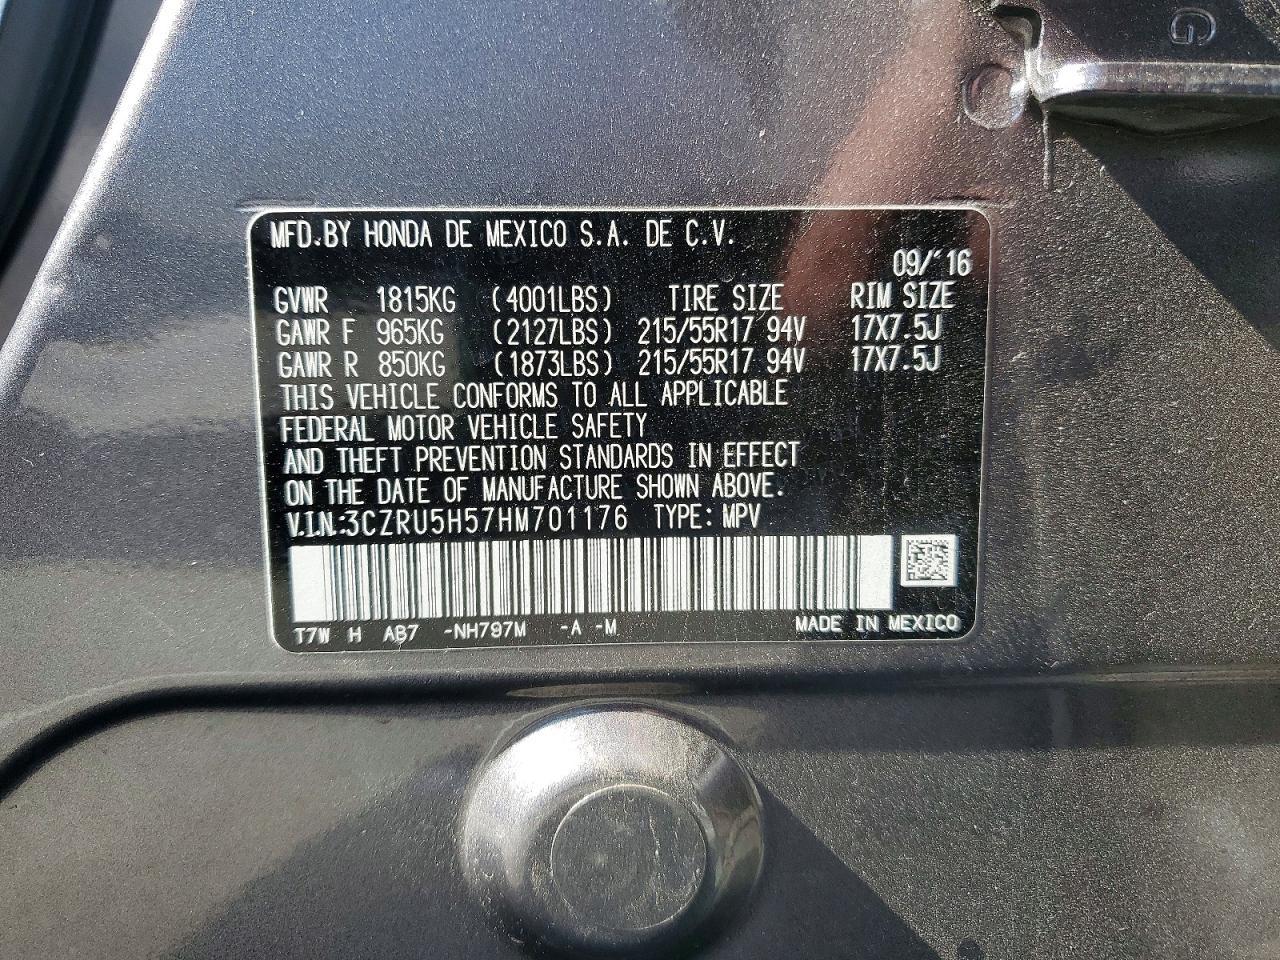 G
MFD.BY HONDA DE MEXICO S.A. DE C.V.
09/'16
GVWR 1815KG (4001LBS) TIRE SIZE RIM SIZE
GAWR F 965KG (2127LBS) 215/55R17 94V 17X7.5J
GAWR R 850KG (1873LBS) 215/55R17 94V 17X7.5J
THIS VEHICLE CONFORMS TO ALL APPLICABLE
FEDERAL MOTOR VEHICLE SAFETY
AND THEFT PREVENTION STANDARDS IN EFFECT
ON THE DATE OF MANUFACTURE SHOWN ABOVE.
V.I.N.:3CZRU5H57HM701176 TYPE: MPV
T7W H AB7 -NH797M -A -M MADE IN MEXICO